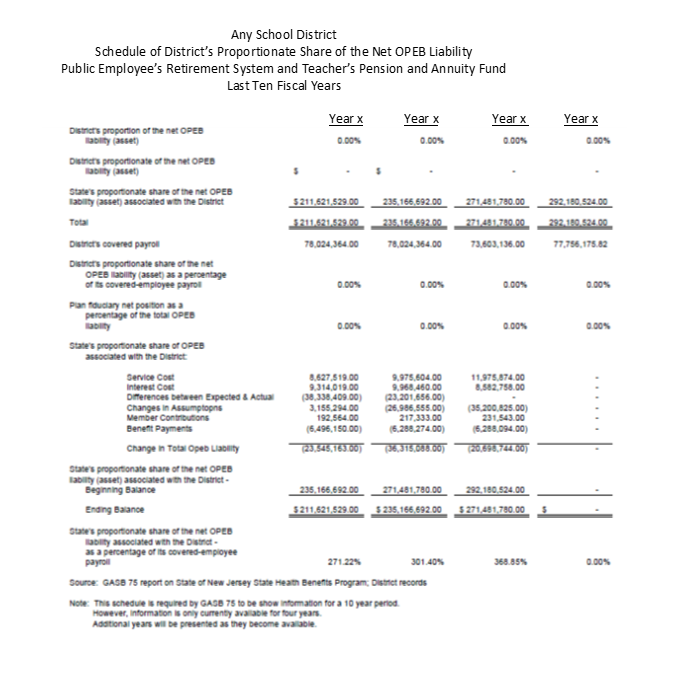 Any School District
Schedule of District's Proportionate Share of the Net OPEB Liability
Public Employee's Retirement System and Teacher's Pension and Annuity Fund
Last Ten Fiscal Years
Year x Year x Year x Year x
District's proportion of the net OPEB
liability (asset) 0.00% 0.00% 0.00% 0.00%
District's proportionate of the net OPEB
liability (asset) $ - $ - - -
State's proportionate share of the net OPEB
liability (asset) associated with the District $ 211,621,529.00 235,166,692.00 271,481,780.00 292,180,524.00
Total $ 211,621,529.00 235,166,692.00 271,481,780.00 292,180,524.00
District's covered payroll 78,024,364.00 78,024,364.00 73,603,136.00 77,756,175.82
District's proportionate share of the net
OPEB liability (asset) as a percentage
of its covered-employee payroll 0.00% 0.00% 0.00% 0.00%
Plan fiduciary net position as a
percentage of the total OPEB
liability 0.00% 0.00% 0.00% 0.00%
State's proportionate share of OPEB
associated with the District:
Service Cost 8,627,519.00 9,975,604.00 11,975,874.00 -
Interest Cost 9,314,019.00 9,968,460.00 8,582,758.00 -
Differences between Expected & Actual (38,338,409.00) (23,201,656.00) - -
Changes in Assumptopns 3,155,294.00 (26,986,555.00) (35,200,825.00) -
Member Contributions 192,564.00 217,333.00 231,543.00 -
Benefit Payments (6,496,150.00) (6,288,274.00) (6,288,094.00) -
Change in Total Opeb Liability (23,545,163.00) (36,315,088.00) (20,698,744.00) -
State's proportionate share of the net OPEB
liability (asset) associated with the District -
Beginning Balance 235,166,692.00 271,481,780.00 292,180,524.00 -
Ending Balance $ 211,621,529.00 $ 235,166,692.00 $ 271,481,780.00 $ -
State's proportionate share of the net OPEB
liability associated with the District -
as a percentage of its covered-employee
payroll 271.22% 301.40% 368.85% 0.00%
Source: GASB 75 report on State of New Jersey State Health Benefits Program; District records
Note: This schedule is required by GASB 75 to be show information for a 10 year period.
However, information is only currently available for four years.
Additional years will be presented as they become available.